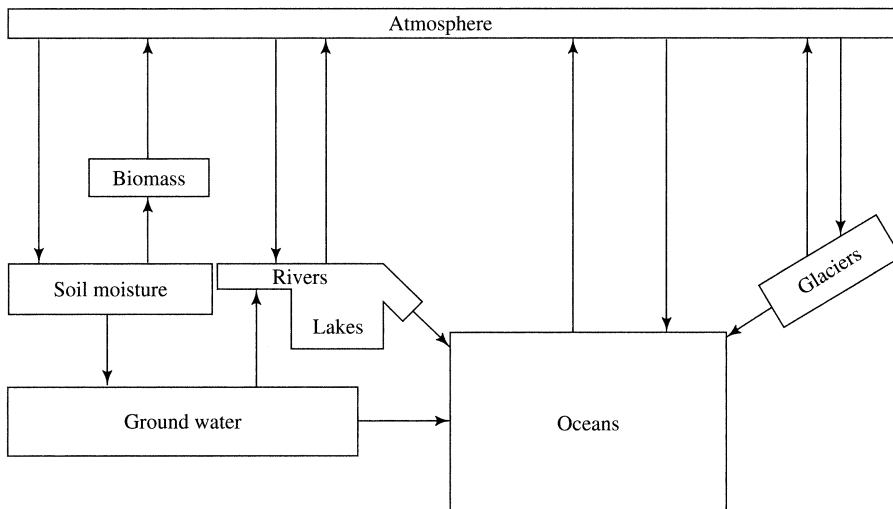 Atmosphere
Biomass
Soil moisture
Rivers
Lakes
Glaciers
Ground water
Oceans